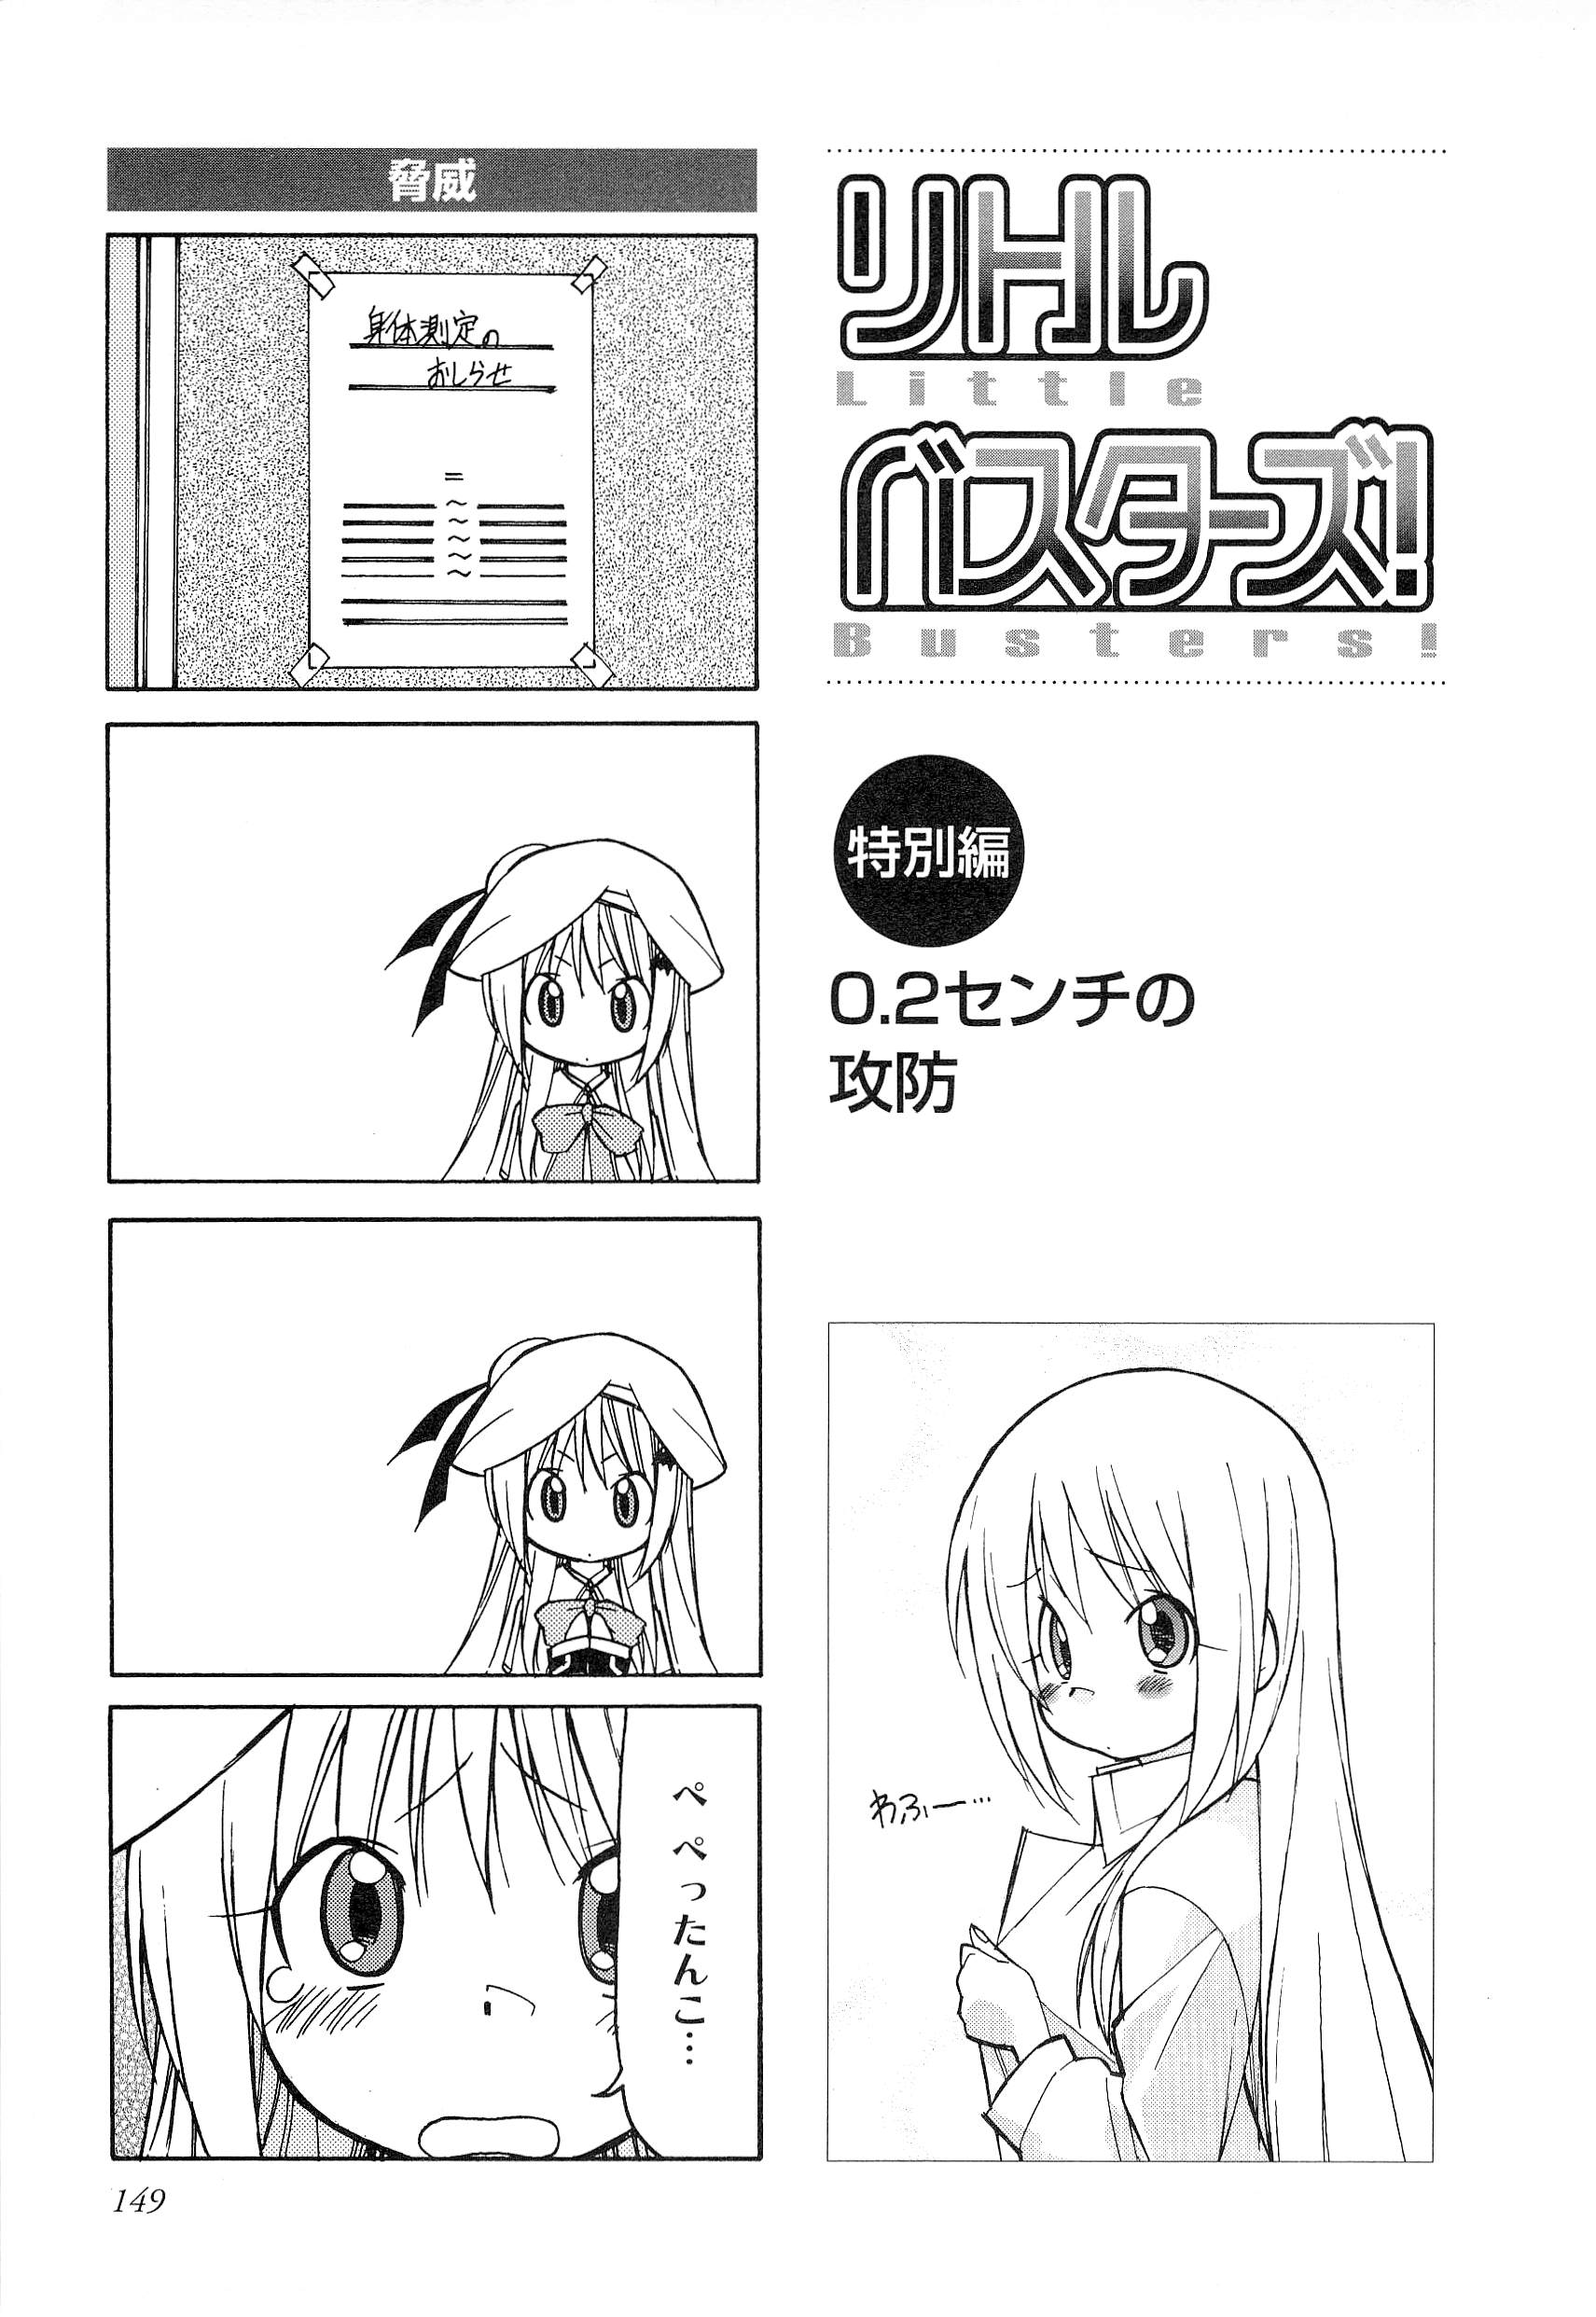 リトル
Little
バスターズ!
Busters!
特別編
0.2センチの
攻防
わふー…
脅威
身体測定の
おしらせ
ぺぺったんこ…
149